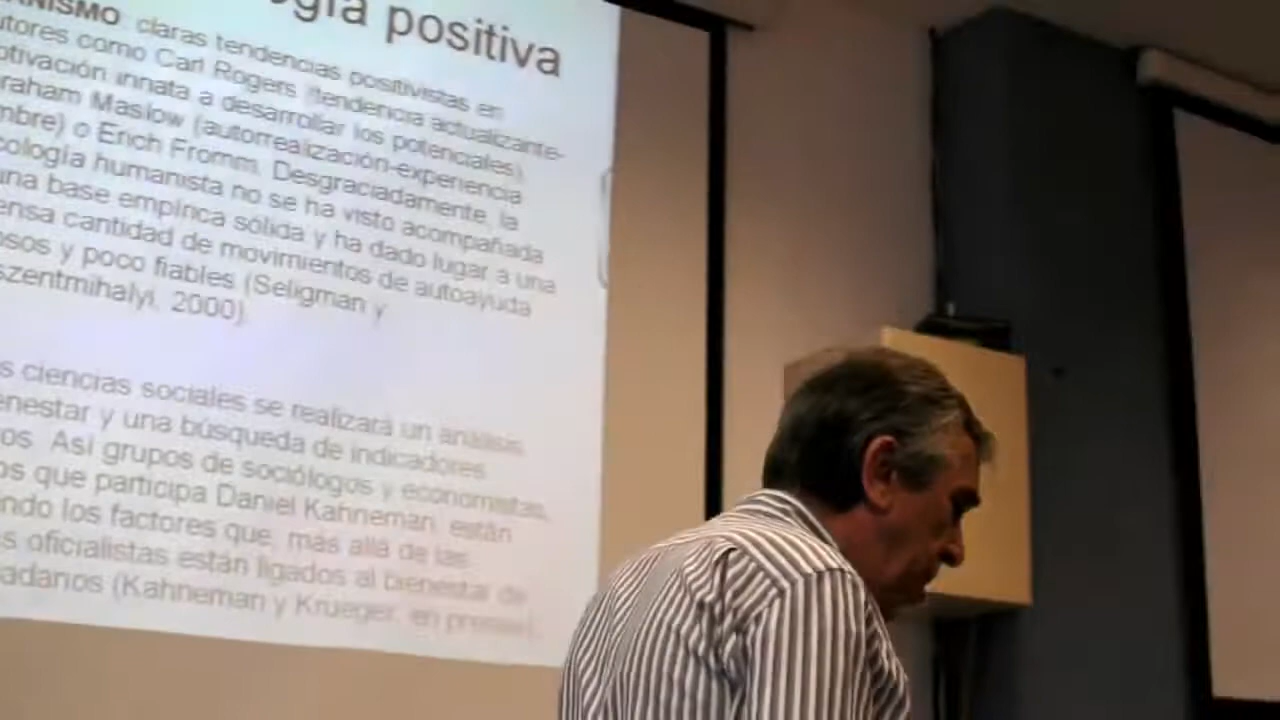 gía positiva
NISMO claras tendencias positivistas en
utores como Carl Rogers (tendencia actualizante-
otivación innata a desarrollar los potenciales),
raham Maslow (autorrealización-experiencia
mbre) o Erich Fromm. Desgraciadamente, la
cología humanista no se ha visto acompañada
una base empírica sólida y ha dado lugar a una
ensa cantidad de movimientos de autoayuda
osos y poco fiables (Seligman y
szentmihalyi, 2000).
s ciencias sociales se realizará un análisis
enestar y una búsqueda de indicadores
os. Así grupos de sociólogos y economistas,
os que participa Daniel Kahneman, están
ndo los factores que, más allá de las
s oficialistas están ligados al bienestar de
adanos (Kahneman y Krueger, en prensa).